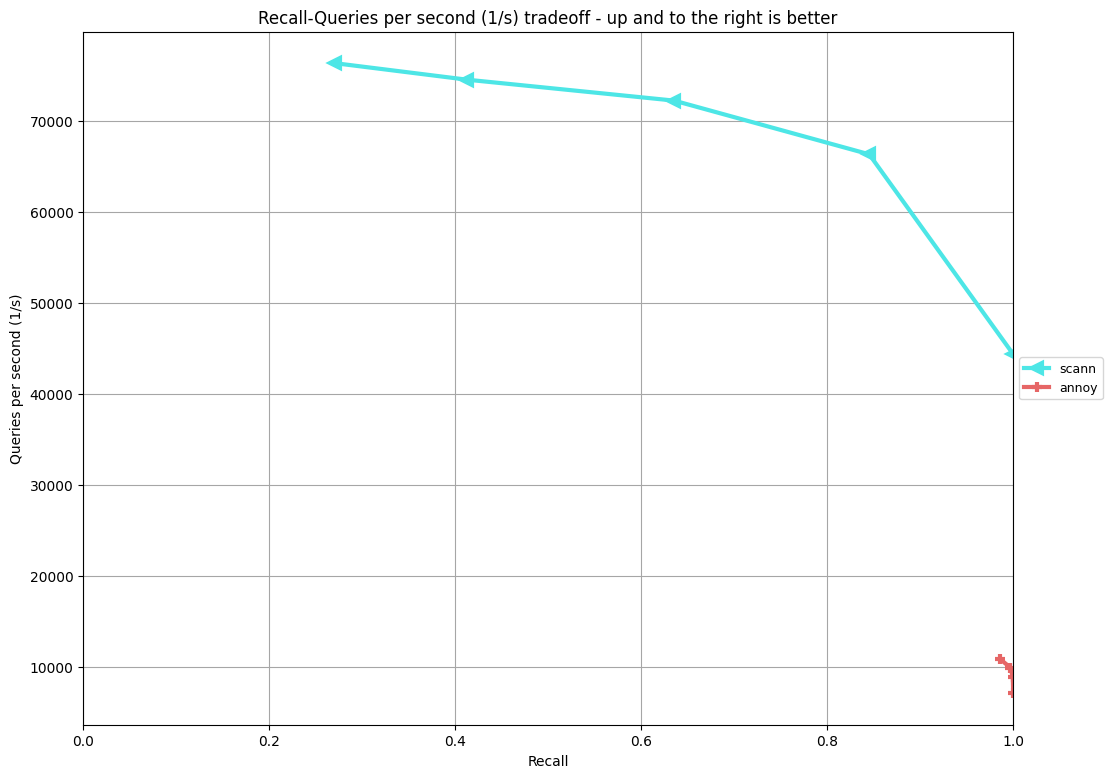 Recall-Queries per second (1/s) tradeoff - up and to the right is better
70000
60000
50000
40000
30000
20000
10000
Queries per second (1/s)
0.0 0.2 0.4 0.6 0.8 1.0
Recall
scann
annoy